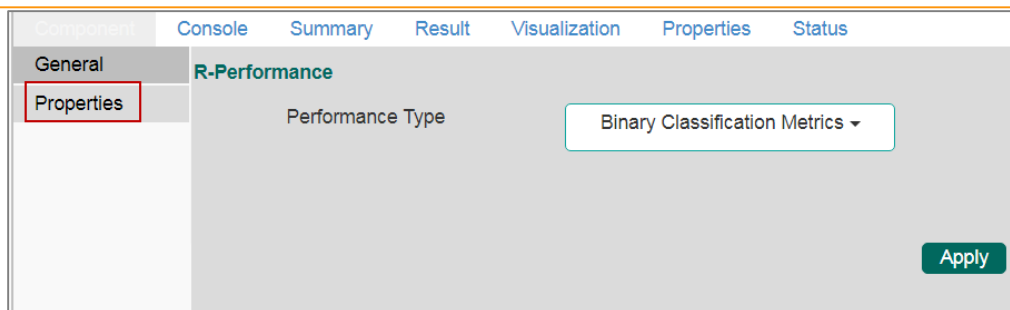 Component Console Summary Result Visualization Properties Status
General
R-Performance
Properties
Performance Type
Binary Classification Metrics
Apply